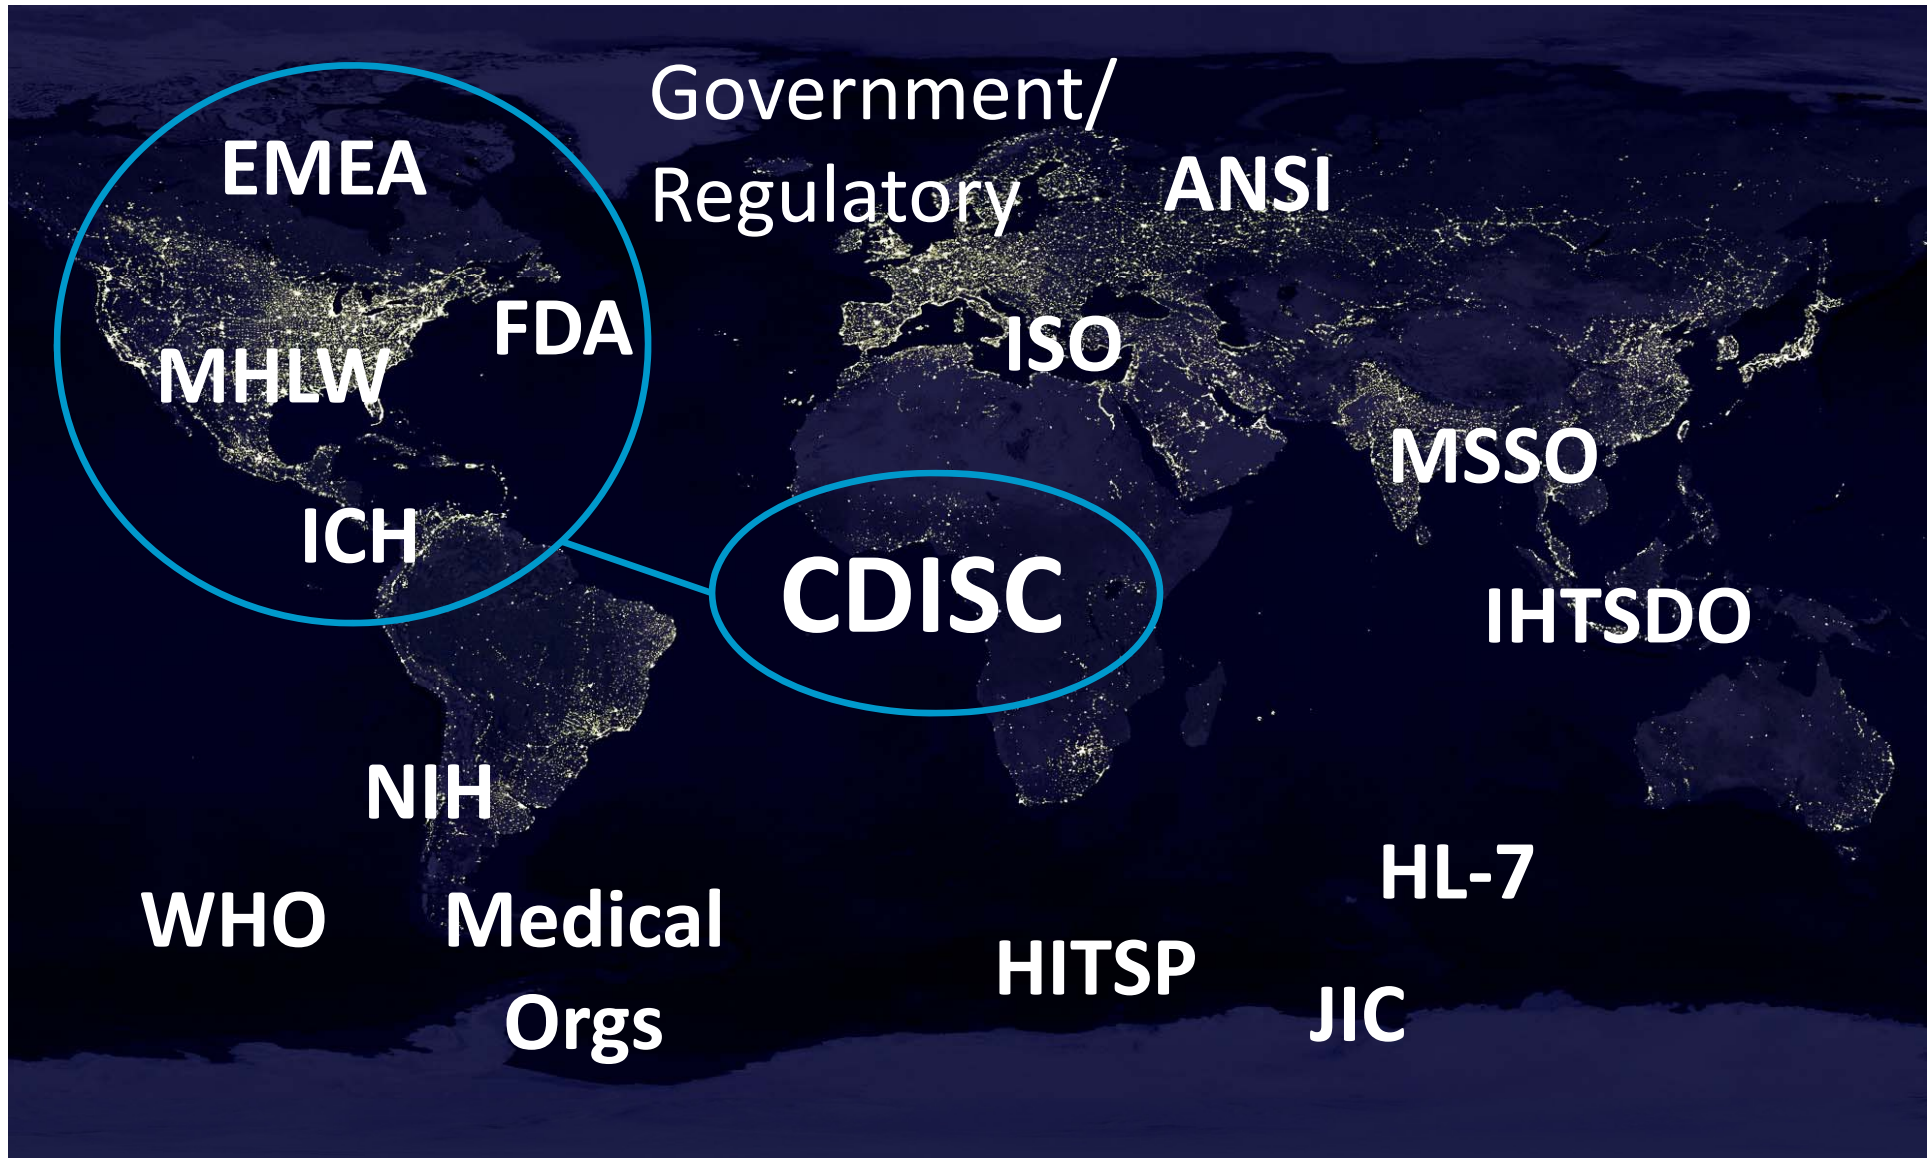 Government/
Regulatory
EMEA
ANSI
FDA
ISO
MHLW
MSSO
ICH
CDISC
IHTSDO
NIH
HL-7
WHO
Medical
Orgs
HITSP
JIC